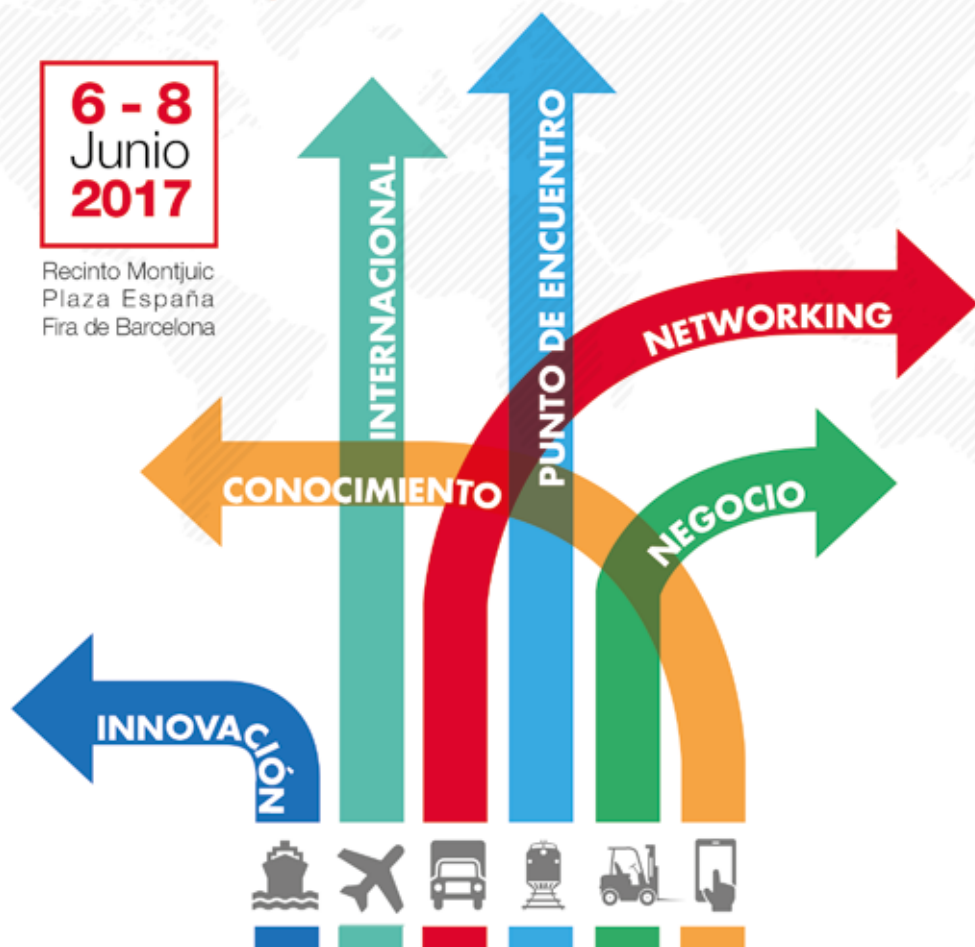 6 - 8
Junio
2017
Recinto Montjuic
Plaza España
Fira de Barcelona
INTERNACIONAL
PUNTO DE ENCUENTRO
NETWORKING
CONOCIMIENTO
NEGOCIO
INNOVACIÓN